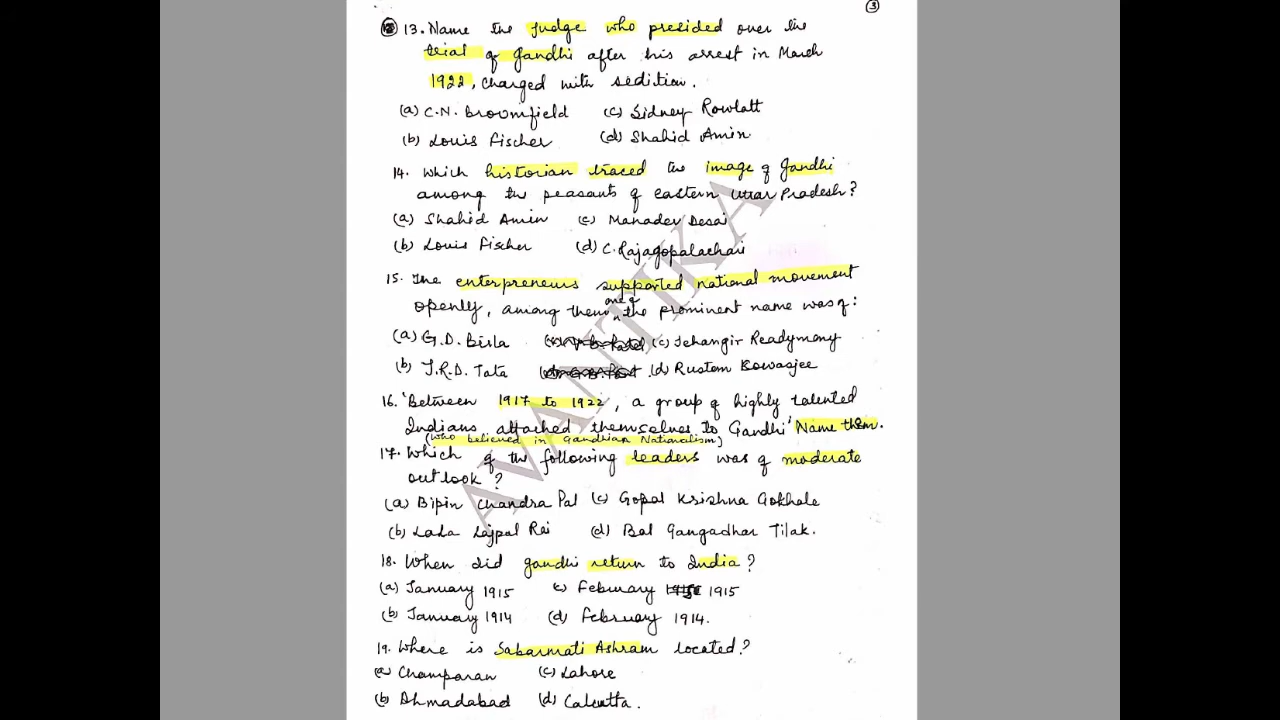 3
13. Name the Judge who presided over the
trial of Gandhi after his arrest in March
1922, charged with sedition.
(a) C.N. Broomfield (c) Sidney Rowlatt
(b) Louis Fischer (d) Shahid Amin
14. Which historian traced the image of Gandhi
among the peasants of eastern Uttar Pradesh?
(a) Shahid Amin (c) Mahadev Desai
(b) Louis Fischer (d) C. Rajagopalachari
15. The enterpreneurs supported national movement
openly, among them, one of the prominent name was of:
(a) G.D. Birla (c) Jehangir Readymony
(b) J.R.D. Tata (d) Rustom Cowasjee
16. 'Between 1917 to 1922, a group of highly talented
Indians attached themselves to Gandhi' Name them.
(who believed in Gandhian Nationalism)
17. Which of the following leaders was of moderate
outlook?
(a) Bipin Chandra Pal (c) Gopal Krishna Gokhale
(b) Lala Lajpat Rai (d) Bal Gangadhar Tilak.
18. When did gandhi return to India?
(a) January 1915 (c) February 1915
(b) January 1914 (d) February 1914.
19. Where is Sabarmati Ashram located?
(a) Champaran (c) Lahore
(b) Ahmadabad (d) Calcutta.
AVANTIKA